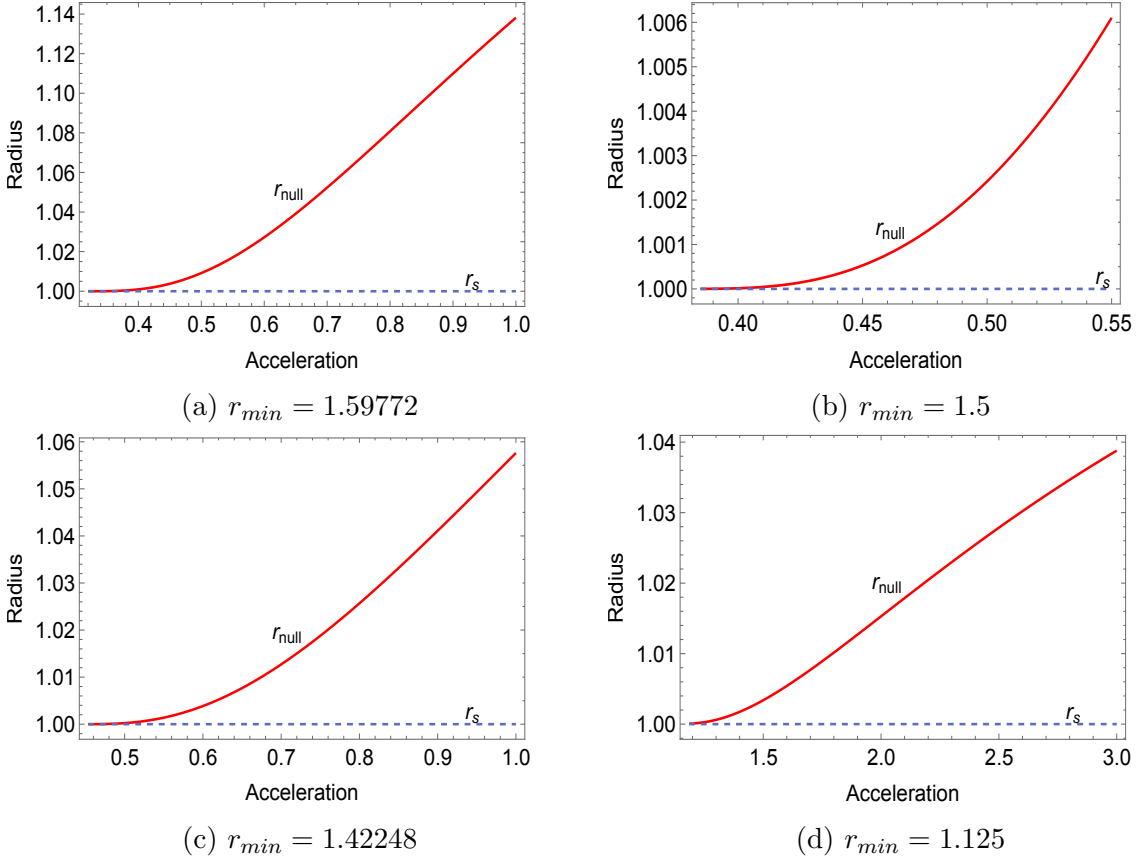 1.14
1.12
1.10
1.08
1.06
1.04
1.02
1.00
Radius
r_null
r_s
0.4 0.5 0.6 0.7 0.8 0.9 1.0
Acceleration
(a) r_min = 1.59772
1.006
1.005
1.004
1.003
1.002
1.001
1.000
Radius
r_null
r_s
0.40 0.45 0.50 0.55
Acceleration
(b) r_min = 1.5
1.06
1.05
1.04
1.03
1.02
1.01
1.00
Radius
r_null
r_s
0.5 0.6 0.7 0.8 0.9 1.0
Acceleration
(c) r_min = 1.42248
1.04
1.03
1.02
1.01
1.00
Radius
r_null
r_s
1.5 2.0 2.5 3.0
Acceleration
(d) r_min = 1.125